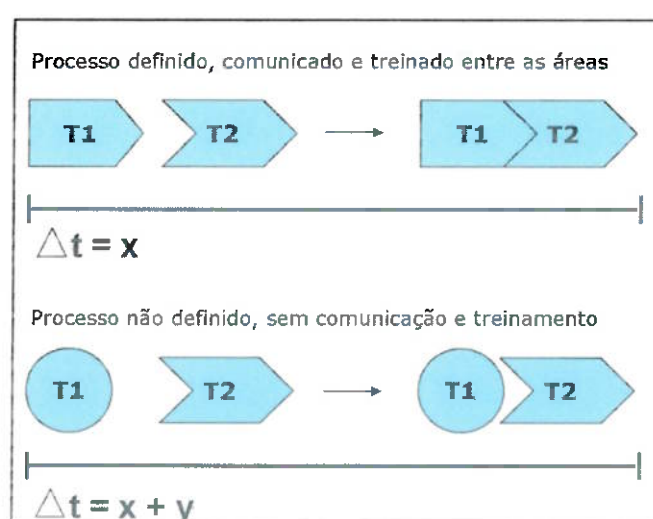 Processo definido, comunicado e treinado entre as áreas
T1 T2 T1 T2
△t = x
Processo não definido, sem comunicação e treinamento
T1 T2 T1 T2
△t = x + y